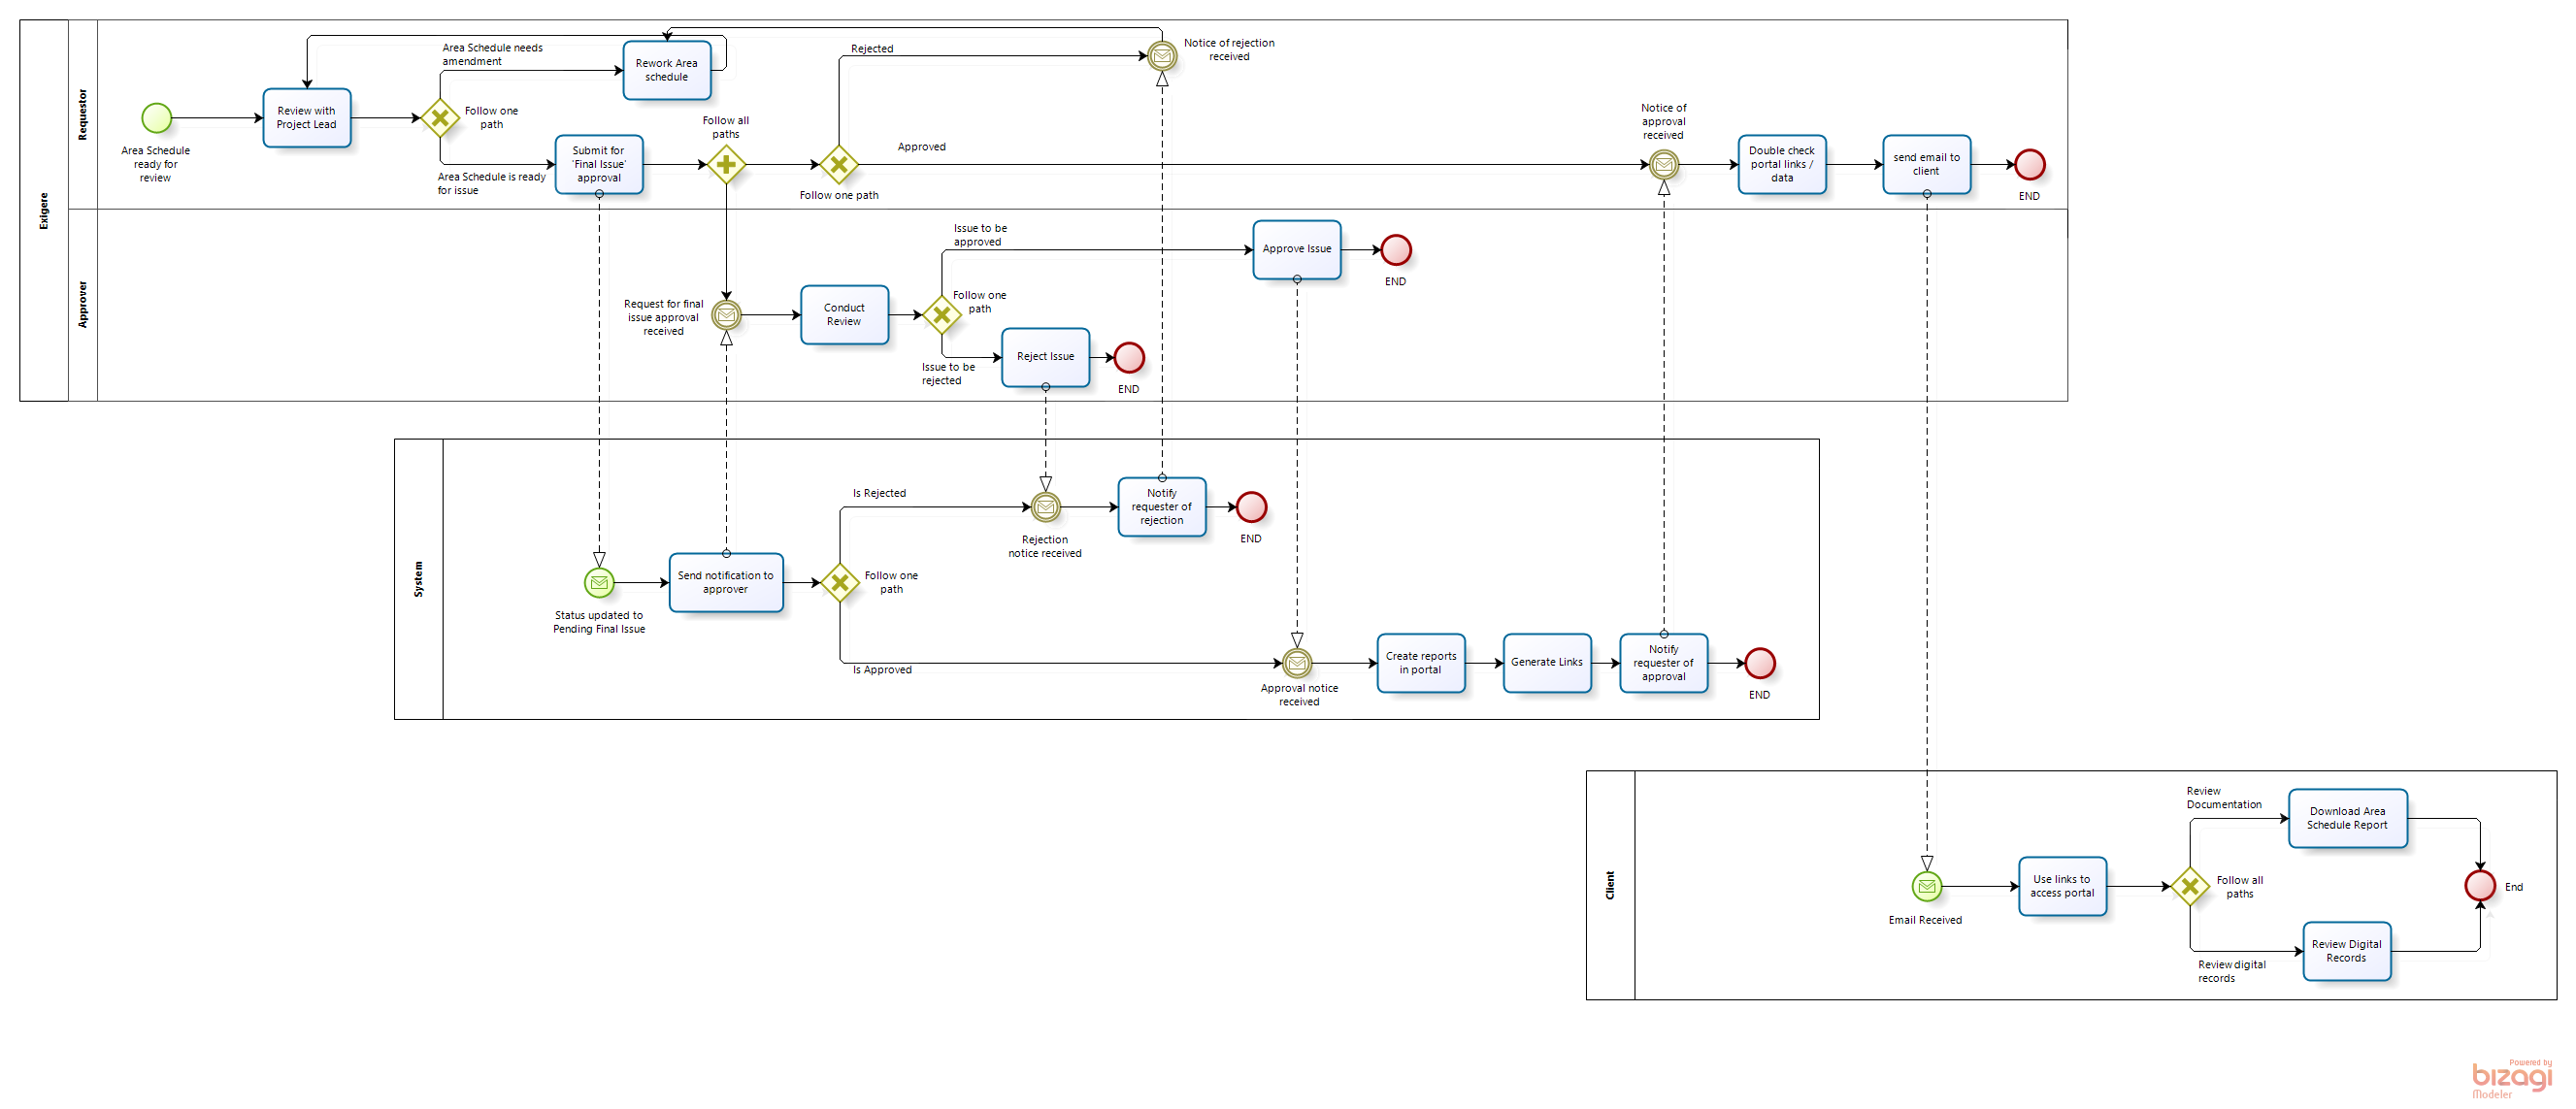 Exigere
Requestor
Area Schedule
ready for
review
Review with
Project Lead
Follow one
path
Area Schedule needs
amendment
Rework Area
schedule
Area Schedule is ready
for issue
Submit for
'Final Issue'
approval
Follow all
paths
Follow one path
Rejected
Notice of rejection
received
Approved
Notice of
approval
received
Double check
portal links /
data
send email to
client
END
Approver
Request for final
issue approval
received
Conduct
Review
Follow one
path
Issue to be
approved
Approve Issue
END
Issue to be
rejected
Reject Issue
END
System
Status updated to
Pending Final Issue
Send notification to
approver
Follow one
path
Is Rejected
Rejection
notice received
Notify
requester of
rejection
END
Is Approved
Approval notice
received
Create reports
in portal
Generate Links
Notify
requester of
approval
END
Client
Email Received
Use links to
access portal
Follow all
paths
Review
Documentation
Download Area
Schedule Report
Review digital
records
Review Digital
Records
End
Powered by
bizagi
Modeler